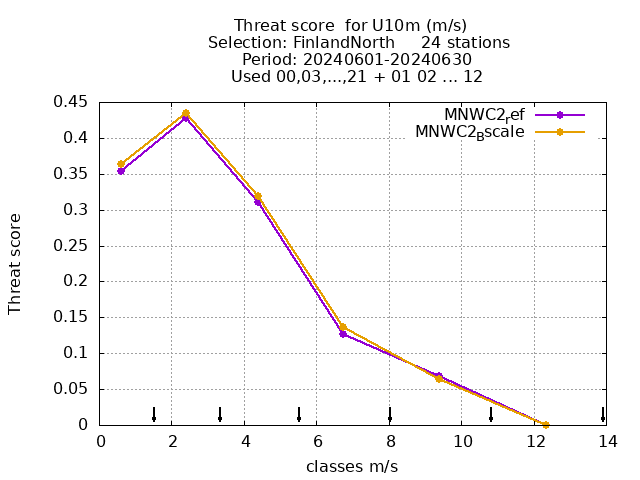 Threat score  for U10m (m/s)
Selection: FinlandNorth     24 stations
Period: 20240601-20240630
Used 00,03,...,21 + 01 02 ... 12
MNWC2ref
MNWC2Bscale
0.45
0.4
0.35
0.3
0.25
0.2
0.15
0.1
0.05
0
Threat score
0 2 4 6 8 10 12 14
classes m/s